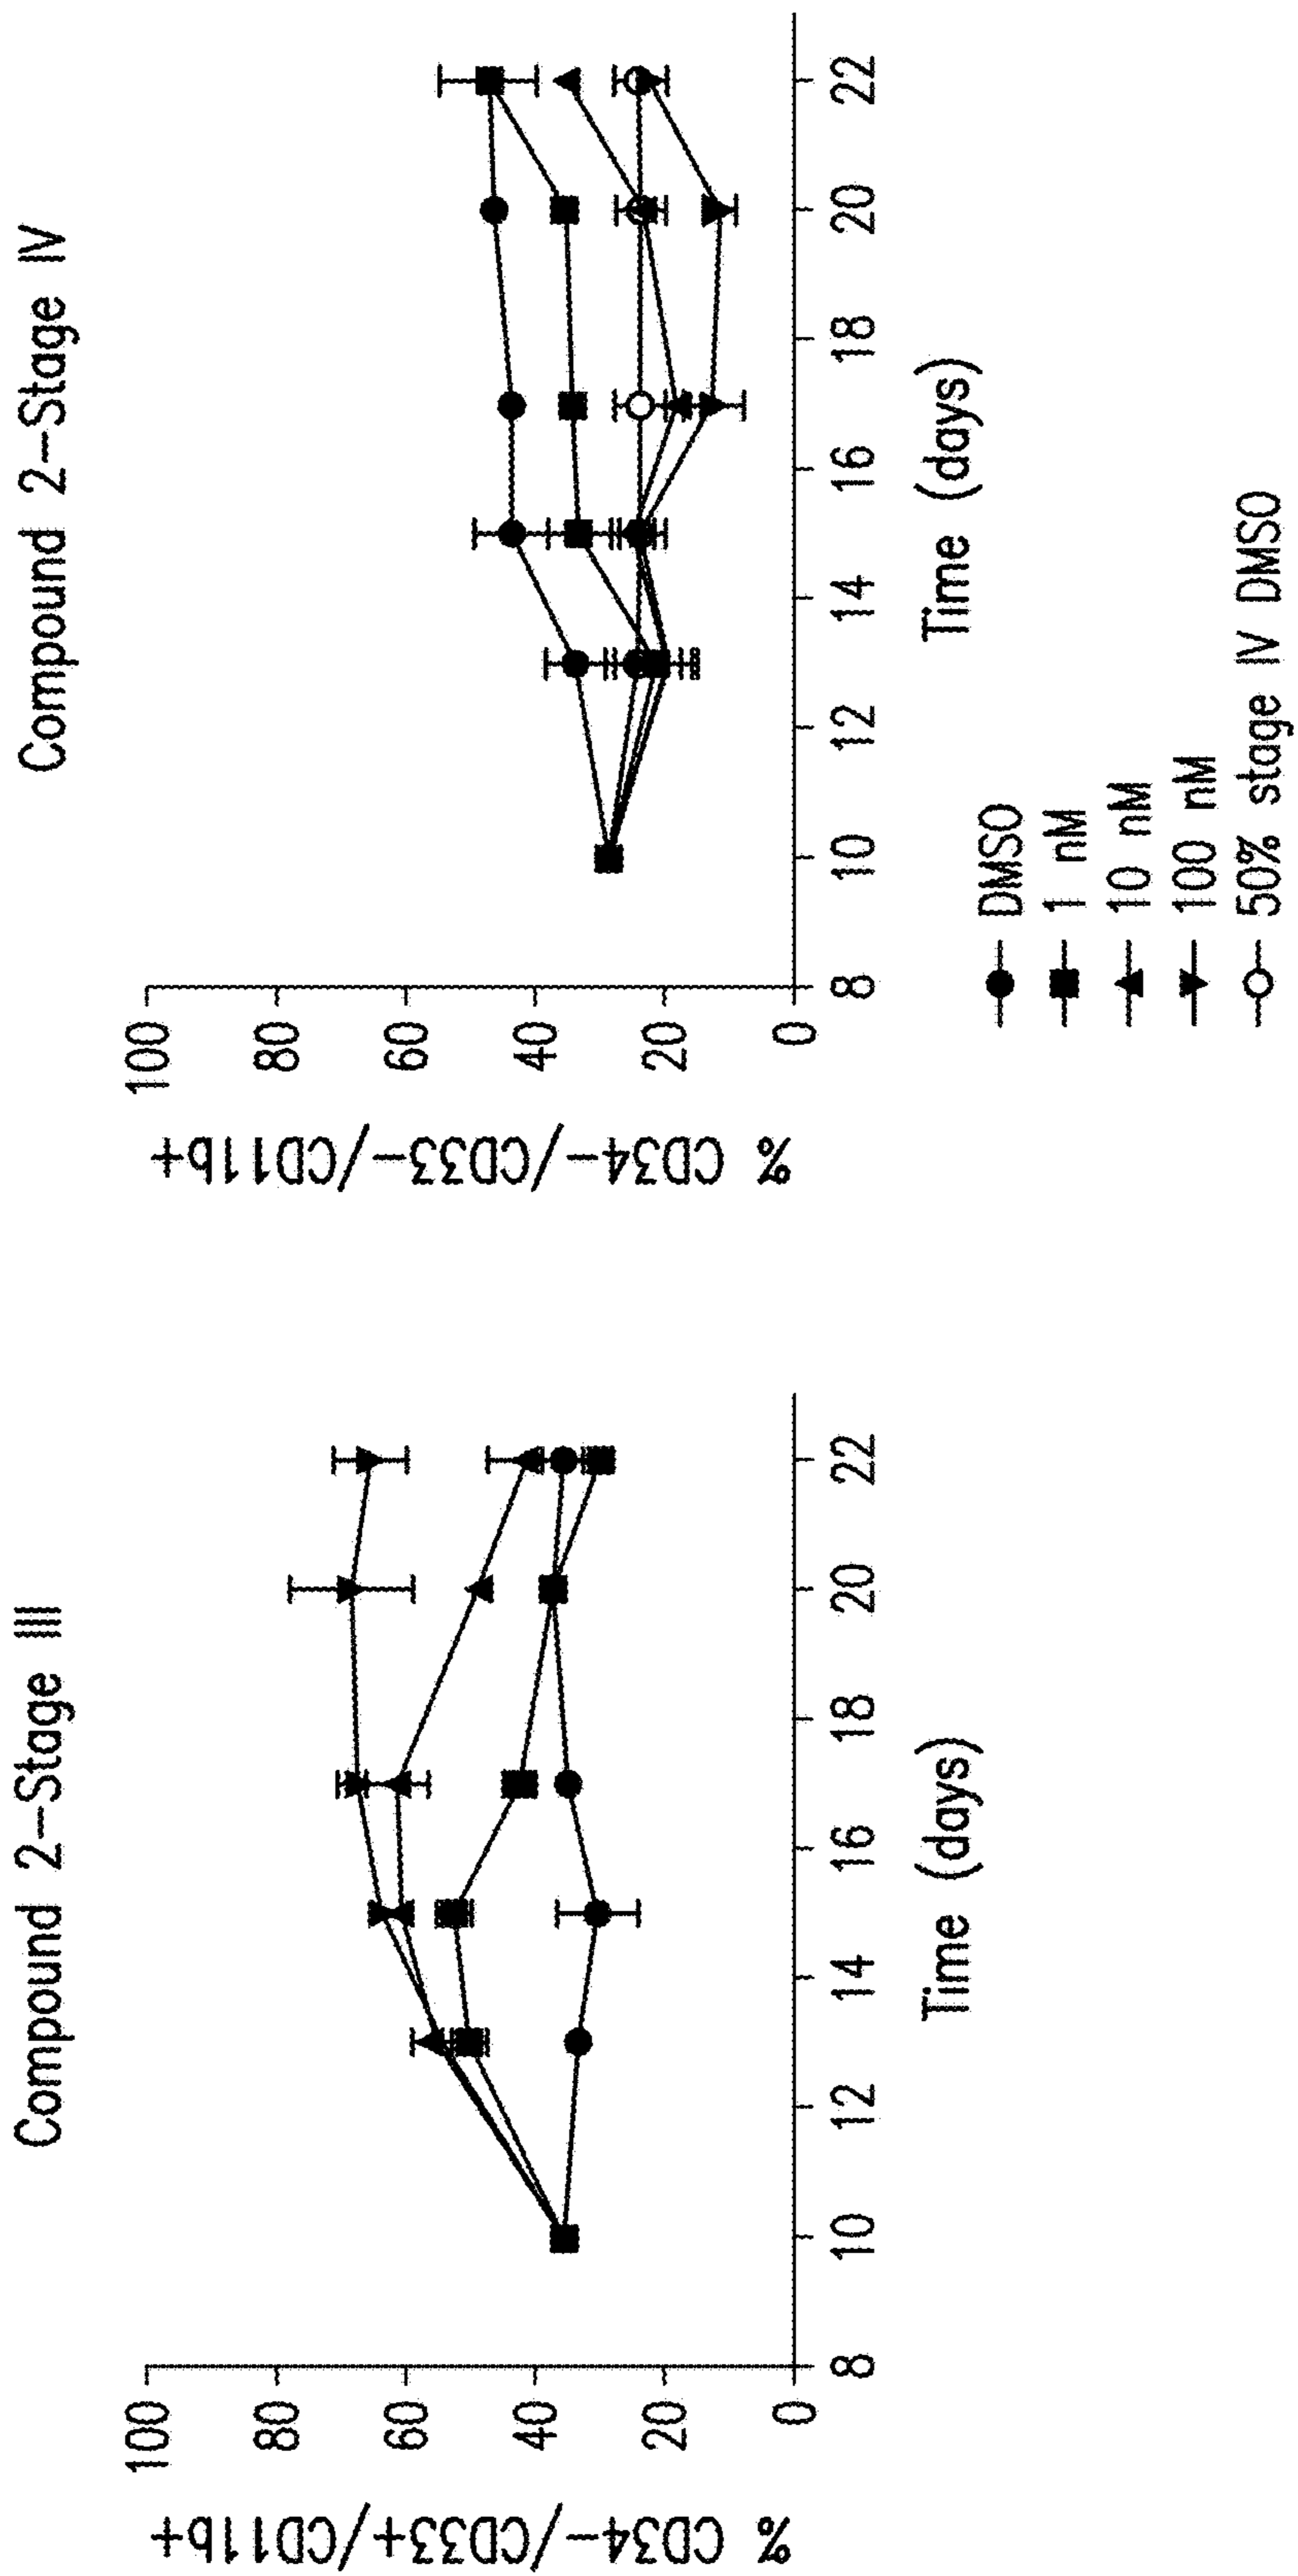 Compound 2-Stage III
% CD34-/CD33+/CD11b+
100
80
60
40
20
0
8 10 12 14 16 18 20 22
Time (days)
Compound 2-Stage IV
% CD34-/CD33-/CD11b+
100
80
60
40
20
0
8 10 12 14 16 18 20 22
Time (days)
DMSO
1 nM
10 nM
100 nM
50% stage IV DMSO